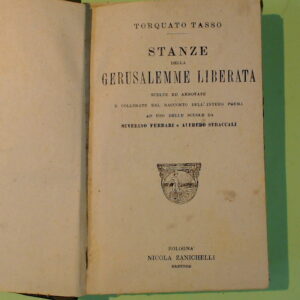 TORQUATO TASSO
STANZE
DELLA
GERUSALEMME LIBERATA
SCELTE ED ANNOTATE
E COLLEGATE COL RACCONTO DELL'INTERO POEMA
AD USO DELLE SCUOLE DA
SEVERINO FERRARI E ALFREDO STRACCALI
BOLOGNA
NICOLA ZANICHELLI
EDITORE